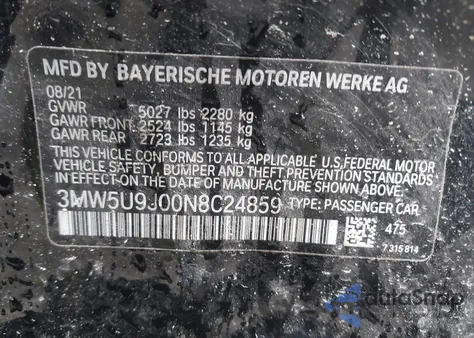 MFD BY BAYERISCHE MOTOREN WERKE AG
08/21
GVWR 5027 lbs 2280 kg
GAWR FRONT 2524 lbs 1145 kg
GAWR REAR 2723 lbs 1235 kg
THIS VEHICLE CONFORMS TO ALL APPLICABLE U.S. FEDERAL MOTOR
VEHICLE SAFETY, BUMPER AND THEFT PREVENTION STANDARDS IN
EFFECT ON THE DATE OF MANUFACTURE SHOWN ABOVE.
3MW5U9J00N8C24859 TYPE: PASSENGER CAR
475
7 315 814
autoSnap